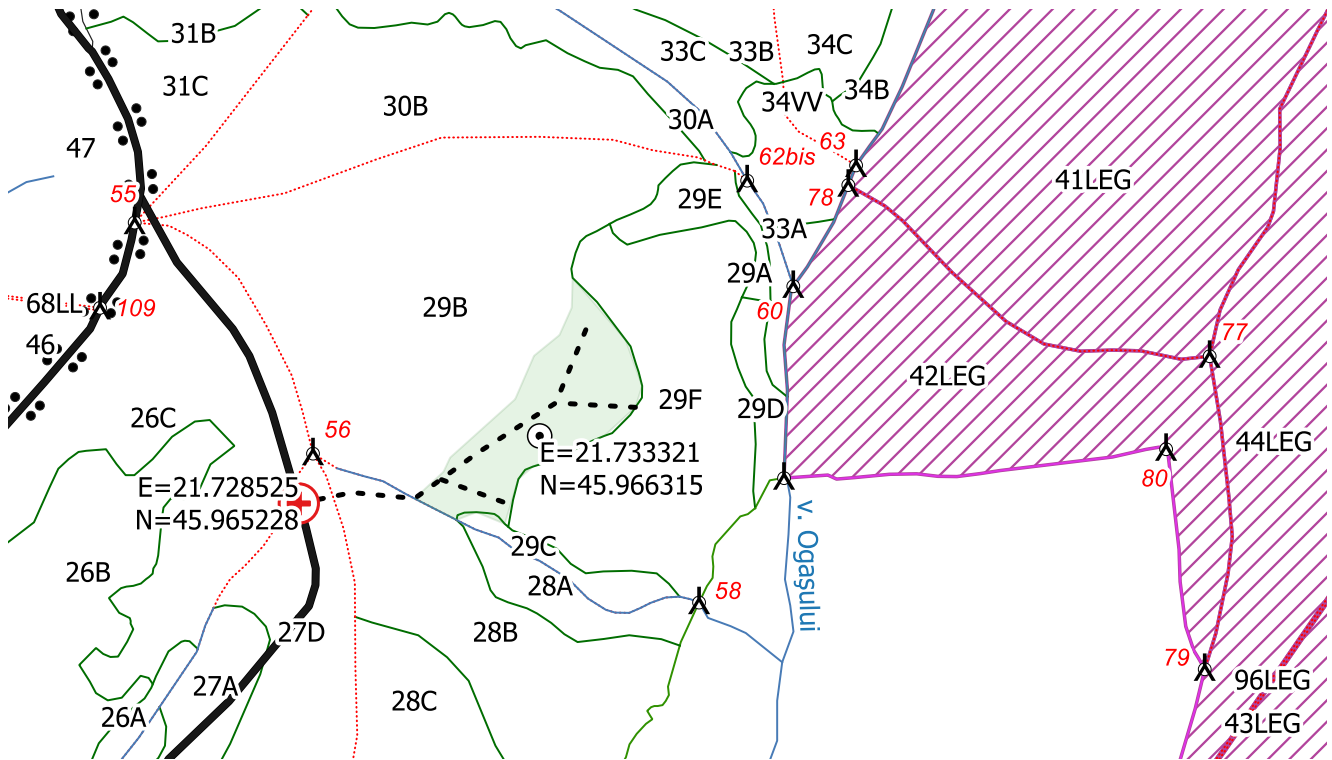 31B
33C
33B
34C
31C
30B
34VV
34B
30A
47
62bis
63
41LEG
55
29E
78
33A
29A
68LL
109
29B
60
46
77
42LEG
29F
29D
26C
56
44LEG
E=21.733321
N=45.966315
80
E=21.728525
N=45.965228
v. Ogașului
29C
26B
28A
58
27D
28B
79
27A
96LEG
28C
26A
43LEG